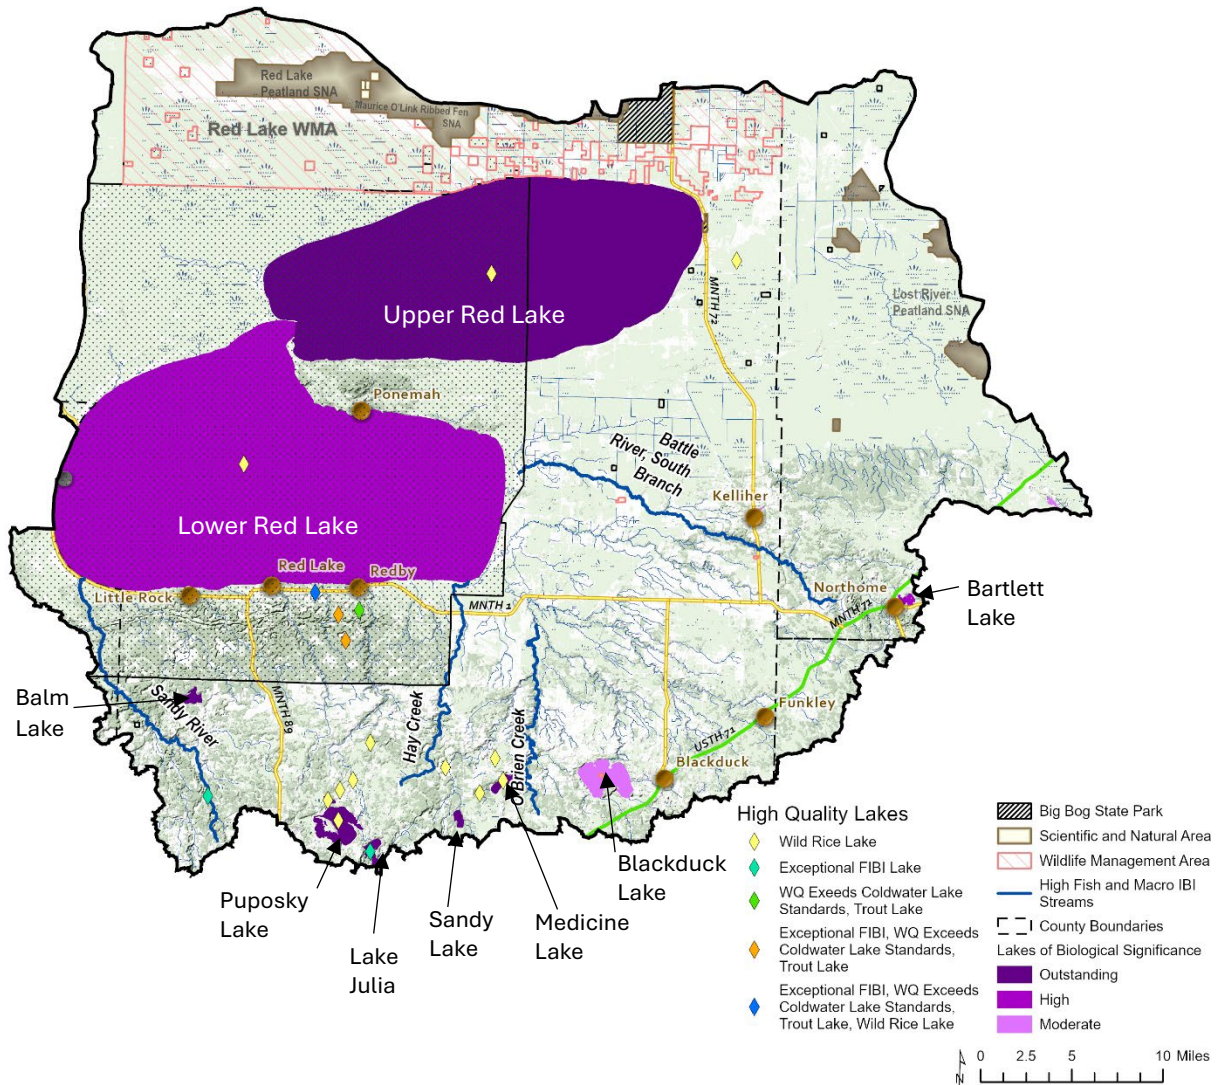 Red Lake
Peatland SNA
Maurice O'Link Ribbed Fen
SNA
Red Lake WMA
Upper Red Lake
MNTH 72
Lost River
Peatland SNA
Ponemah
Battle
River, South
Branch
Kelliher
Lower Red Lake
Red Lake
Redby
Little Rock
MNTH 1
Northome
MNTH 71
Bartlett
Lake
Balm
Lake
Sandy River
MNTH 89
Hay Creek
O'Brien Creek
Funkley
USTH 71
Blackduck
Puposky
Lake
Lake
Julia
Sandy
Lake
Medicine
Lake
Blackduck
Lake
High Quality Lakes
Wild Rice Lake
Exceptional FIBI Lake
WQ Exeeds Coldwater Lake
Standards, Trout Lake
Exceptional FIBI, WQ Exceeds
Coldwater Lake Standards,
Trout Lake
Exceptional FIBI, WQ Exceeds
Coldwater Lake Standards,
Trout Lake, Wild Rice Lake
Big Bog State Park
Scientific and Natural Area
Wildlife Management Area
High Fish and Macro IBI
Streams
County Boundaries
Lakes of Biological Significance
Outstanding
High
Moderate
N
0 2.5 5 10 Miles